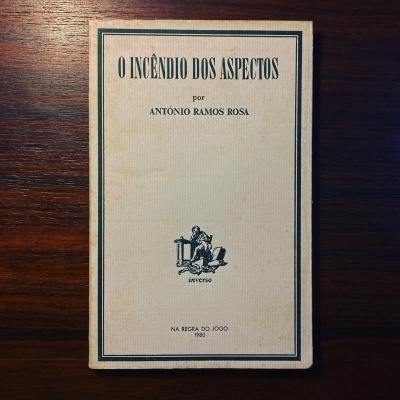 O INCÊNDIO DOS ASPECTOS
por
ANTÓNIO RAMOS ROSA
inverso
NA REGRA DO JOGO
1980